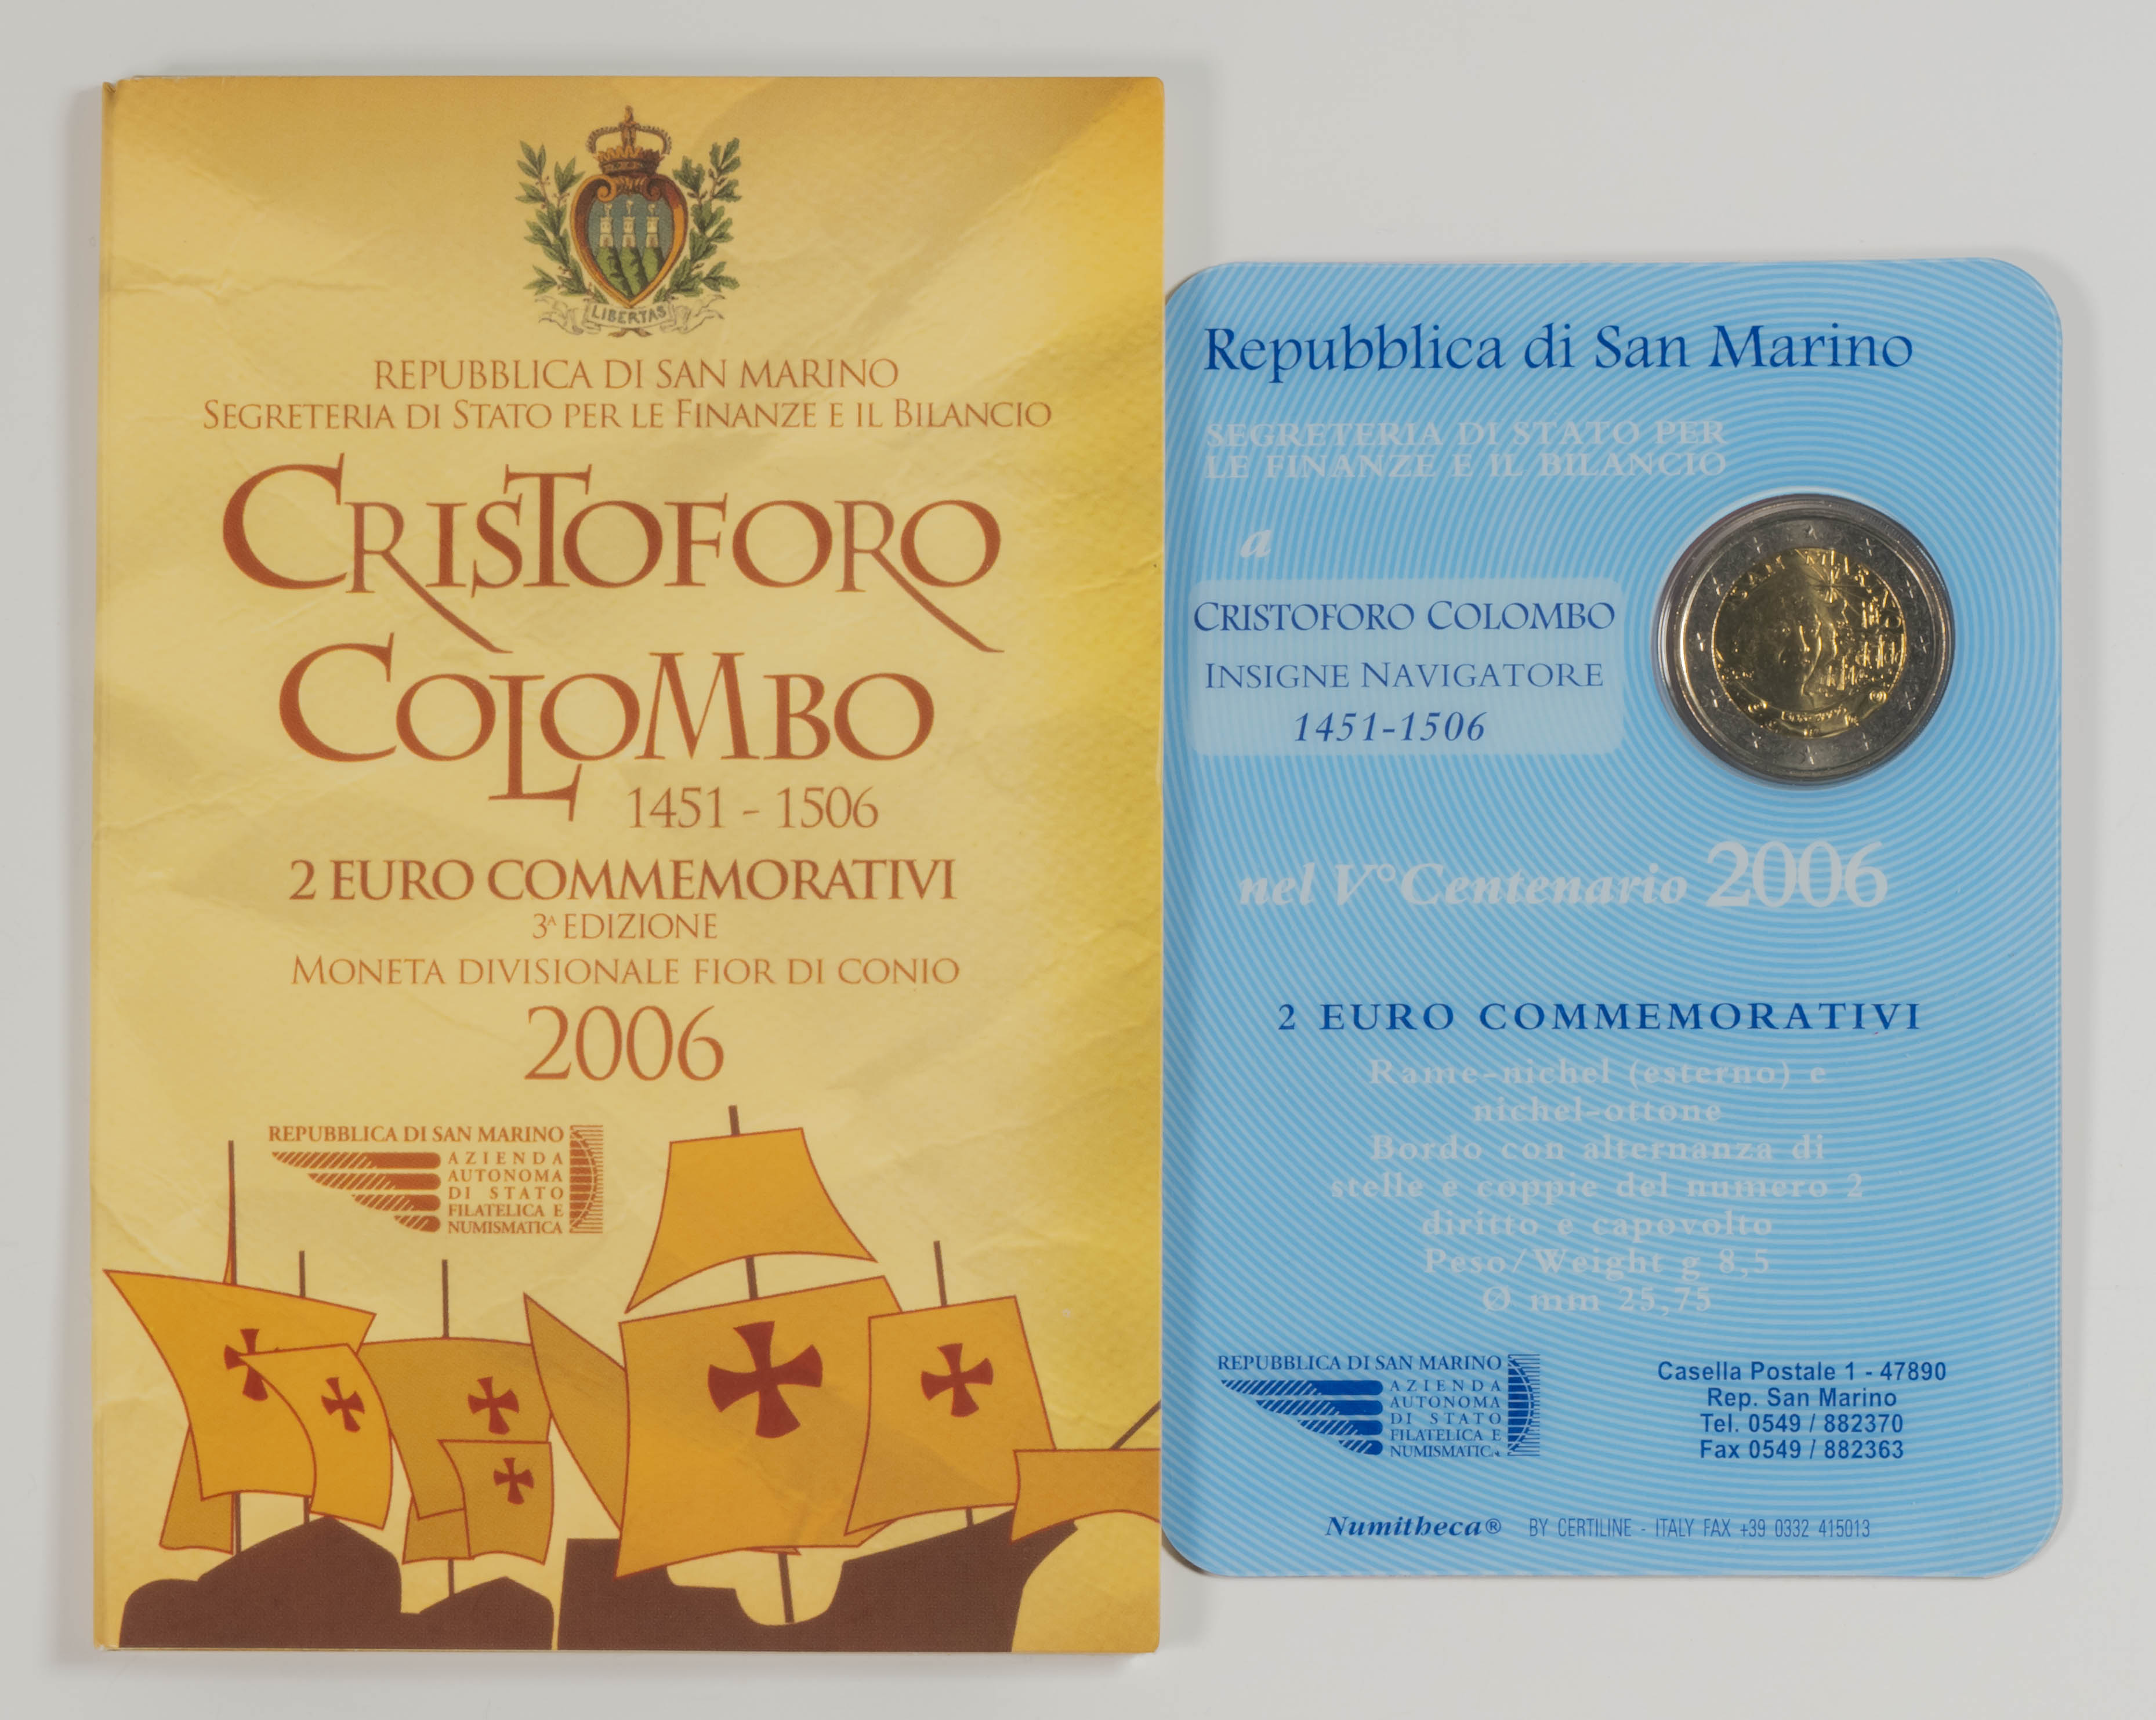 LIBERTAS
REPUBBLICA DI SAN MARINO
SEGRETERIA DI STATO PER LE FINANZE E IL BILANCIO
CRISTOFORO
COLOMBO
1451 - 1506
2 EURO COMMEMORATIVI
3ᴬ EDIZIONE
MONETA DIVISIONALE FIOR DI CONIO
2006
REPUBBLICA DI SAN MARINO
AZIENDA
AUTONOMA
DI STATO
FILATELICA E
NUMISMATICA
Repubblica di San Marino
SEGRETERIA DI STATO PER
LE FINANZE E IL BILANCIO
a
CRISTOFORO COLOMBO
INSIGNE NAVIGATORE
1451-1506
SAN MARINO
nel V° Centenario 2006
2 EURO COMMEMORATIVI
Rame-nichel (esterno) e
nichel-ottone
Bordo con alternanza di
stelle e coppie del numero 2
diritto e capovolto
Peso/Weight g 8,5
Ø mm 25,75
REPUBBLICA DI SAN MARINO
AZIENDA
AUTONOMA
DI STATO
FILATELICA E
NUMISMATIC.
Casella Postale 1 - 47890
Rep. San Marino
Tel. 0549 / 882370
Fax 0549 / 882363
Numitheca® BY CERTILINE - ITALY FAX +39 0332 415013